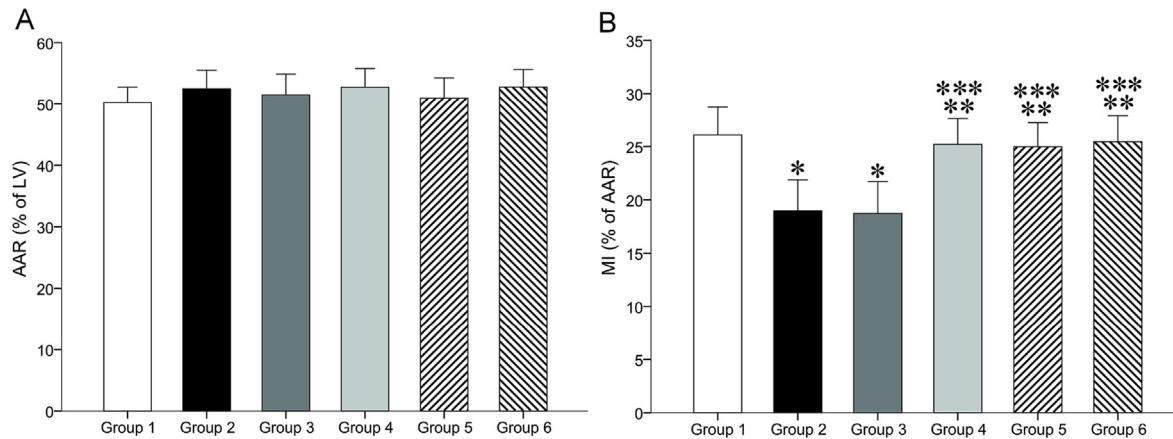 A
AAR (% of LV)
60
50
40
30
20
10
0
Group 1 Group 2 Group 3 Group 4 Group 5 Group 6
B
MI (% of AAR)
35
30
25
20
15
10
5
0
* * *** *** ***
** ** **
Group 1 Group 2 Group 3 Group 4 Group 5 Group 6